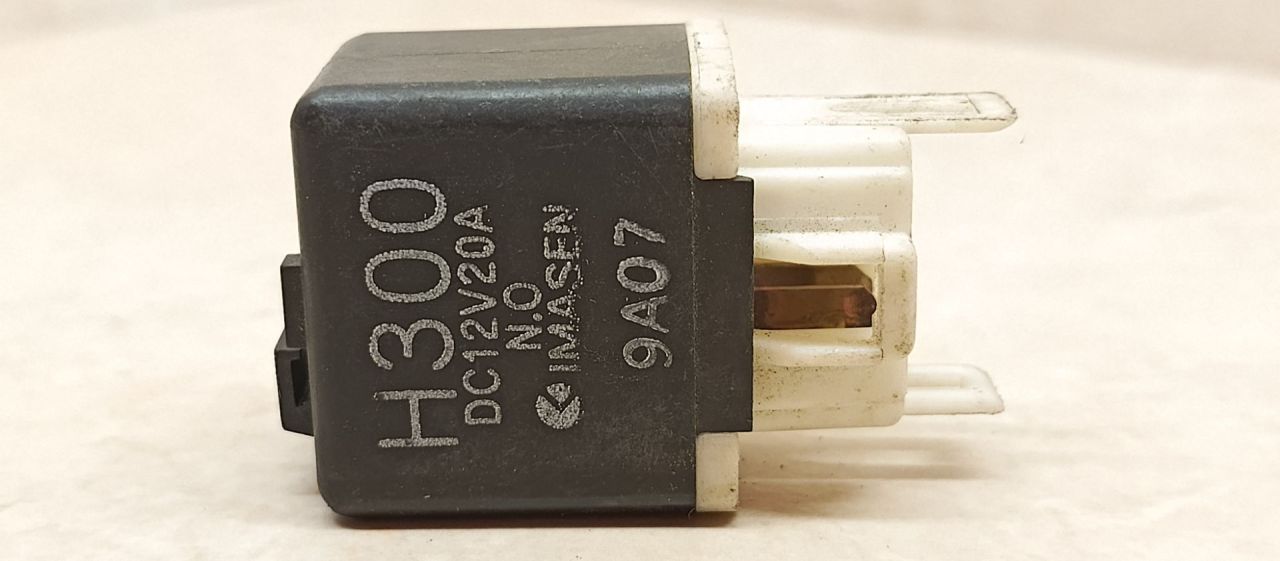 H300
DC12V20A
N.O
IMASEN
9A07